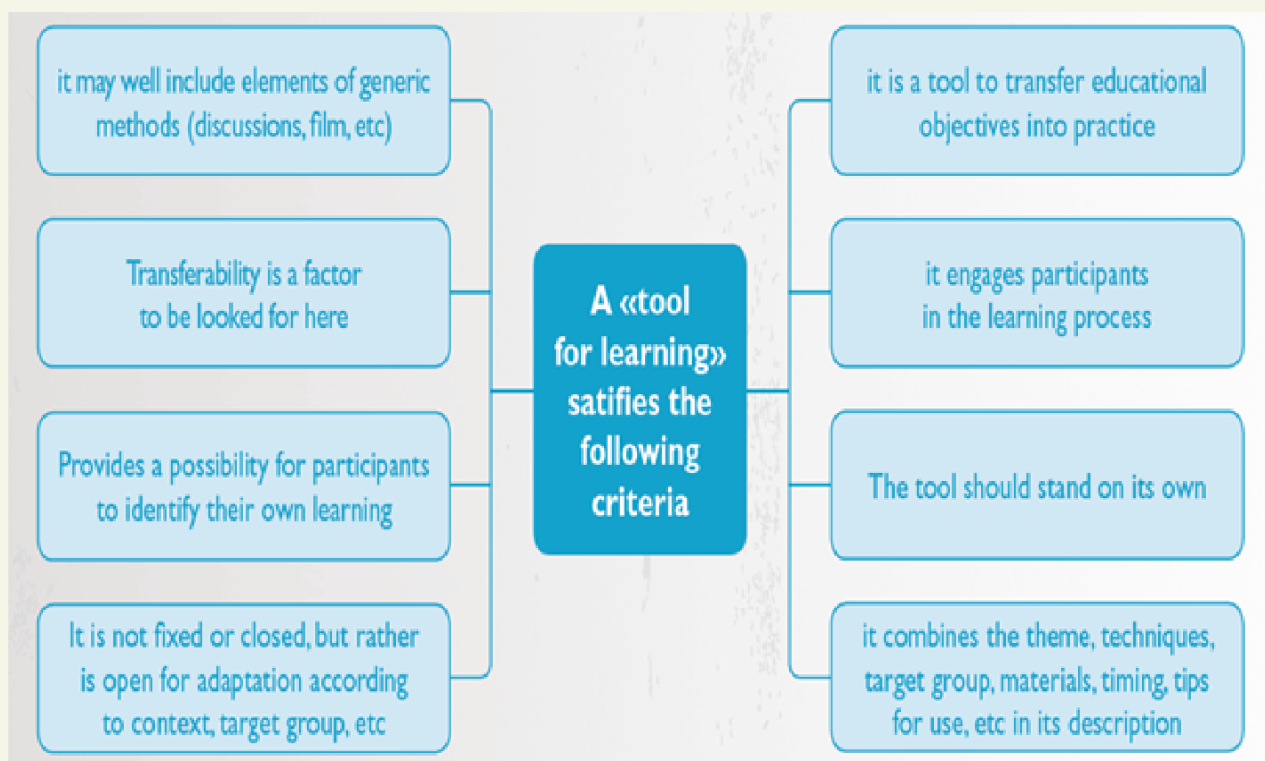 it may well include elements of generic
methods (discussions, film, etc)
Transferability is a factor
to be looked for here
Provides a possibility for participants
to identify their own learning
It is not fixed or closed, but rather
is open for adaptation according
to context, target group, etc
A «tool
for learning»
satifies the
following
criteria
it is a tool to transfer educational
objectives into practice
it engages participants
in the learning process
The tool should stand on its own
it combines the theme, techniques,
target group, materials, timing, tips
for use, etc in its description